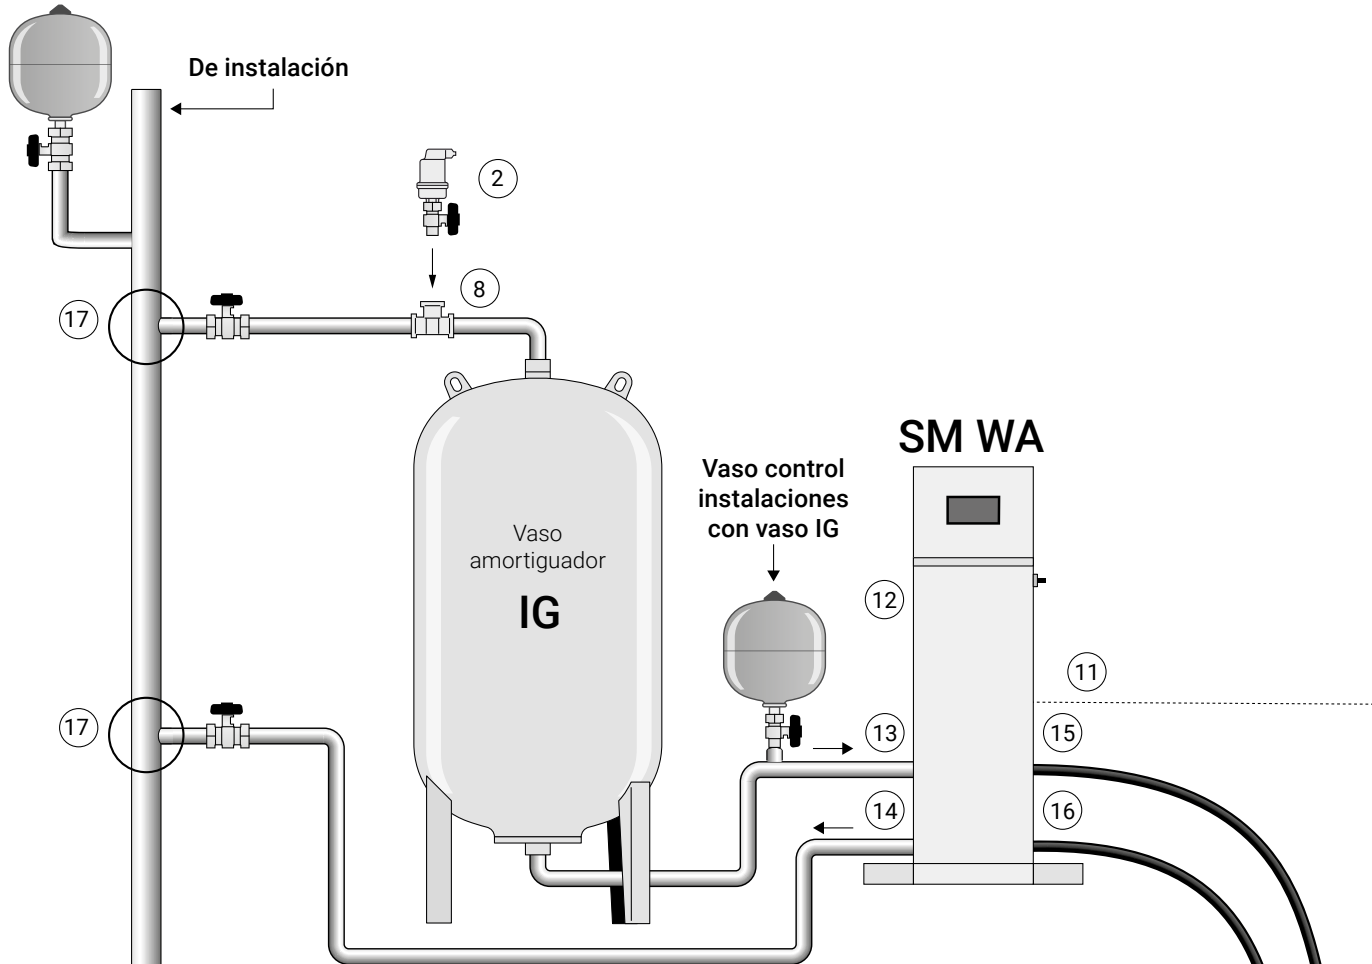 De instalación
2
8
17
SM WA
Vaso control
instalaciones
con vaso IG
Vaso
amortiguador
IG
12
11
17
13
15
14
16